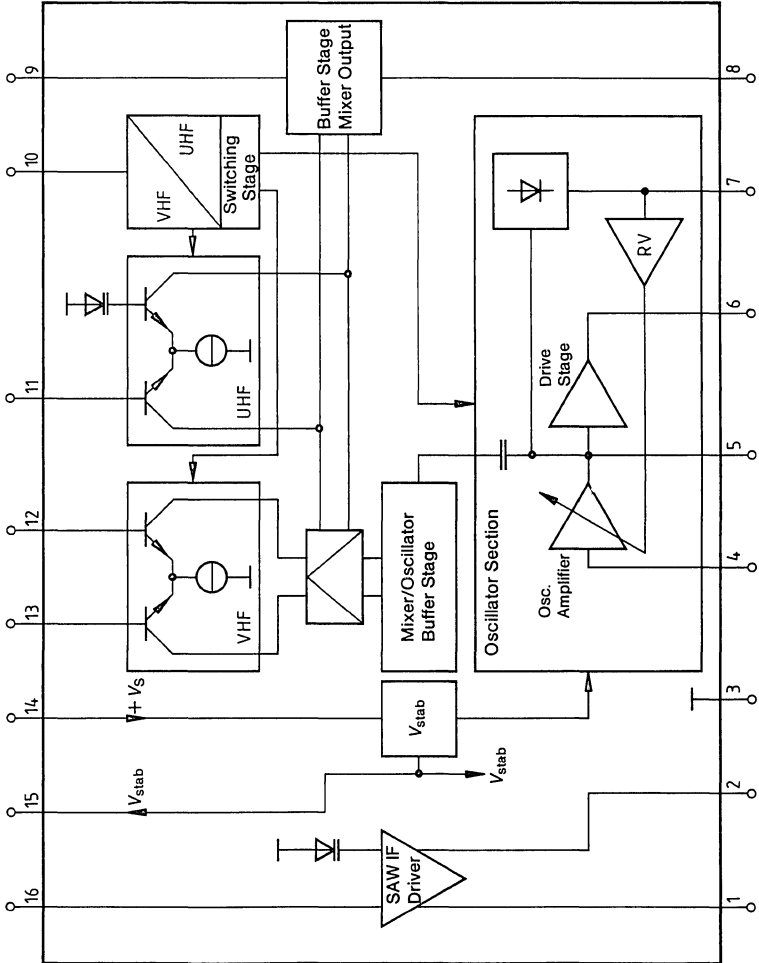 9
10
11
12
13
14
15
16
Buffer Stage
Mixer Output
VHF
UHF
Switching
Stage
UHF
VHF
+ Vs
Vstab
Vstab
Vstab
Mixer/Oscillator
Buffer Stage
SAW IF
Driver
Oscillator Section
Osc.
Amplifier
Drive
Stage
RV
8
7
6
5
4
3
2
1